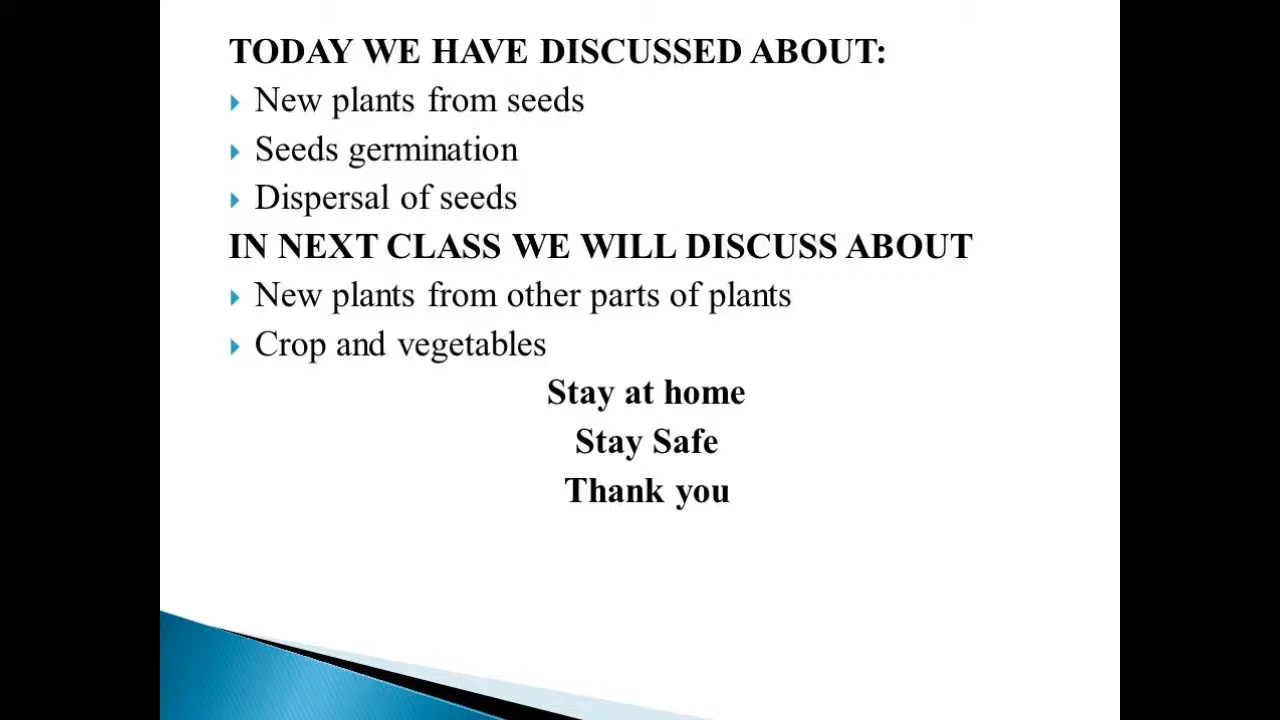 TODAY WE HAVE DISCUSSED ABOUT:
New plants from seeds
Seeds germination
Dispersal of seeds
IN NEXT CLASS WE WILL DISCUSS ABOUT
New plants from other parts of plants
Crop and vegetables
Stay at home
Stay Safe
Thank you